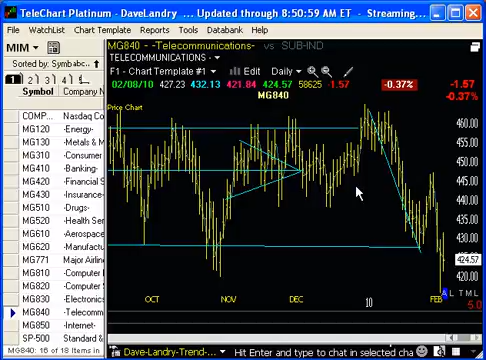 TeleChart Platinum - DaveLandry ... Updated through 8:50:59 AM ET - Streaming...
File WatchList Chart Template Reports Tools Databank Help
MIM
Sorted by: Symbol
1 2 3 4
Symbol Company N
MG840 - -Telecommunications- vs SUB-IND
TELECOMMUNICATIONS -
F1 - Chart Template #1 Edit Daily
02/08/10 427.23 432.13 421.84 427.57 58625 -1.57 -0.37% -1.57
-0.37%
MG840
Price Chart
COMP... Nasdaq Co
MG120 -Energy-
MG130 -Metals & M
MG310 -Consumer
MG410 -Banking-
MG420 -Financial S
MG430 -Insurance-
MG510 -Drugs-
MG520 -Health Serv
MG610 -Aerospace
MG620 -Manufactur
MG771 Major Airlin
MG810 -Computer H
MG820 -Computer S
MG830 -Electronics
MG840 -Telecomm
MG850 -Internet-
SP-500 -Standard &
460.00
455.00
450.00
445.00
440.00
435.00
430.00
424.57
420.00
OCT NOV DEC 10 FEB
A L T M L
5.0
MG840: 16 of 18 Items in
Dave-Landry-Trend-... Hit Enter and type to chat in selected cha